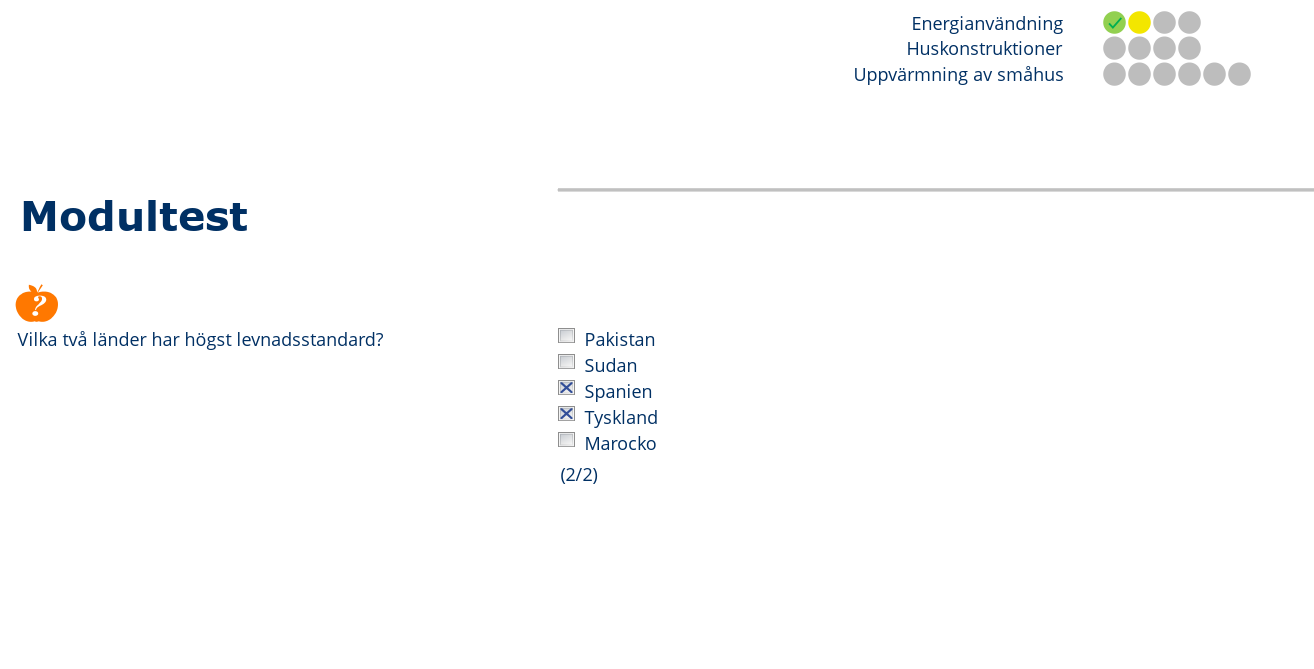 Energianvändning
Huskonstruktioner
Uppvärmning av småhus
Modultest
?
Vilka två länder har högst levnadsstandard?
Pakistan
Sudan
Spanien
Tyskland
Marocko
(2/2)